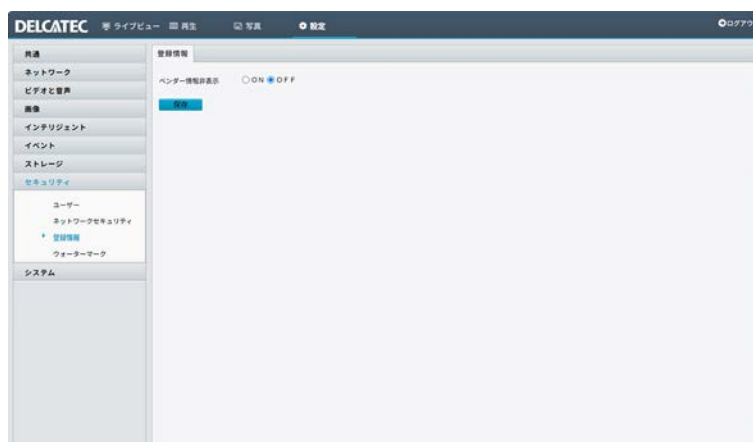 DELCATEC ライブビュー 再生 写真 設定 ログアウ
共通
ネットワーク
ビデオと音声
画像
インテリジェント
イベント
ストレージ
セキュリティ
ユーザー
ネットワークセキュリティ
登録情報
ウォーターマーク
システム
登録情報
ベンダー情報非表示 ON OFF
保存